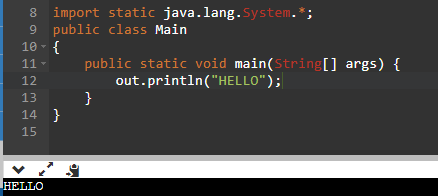 8 import static java.lang.System.*;
9 public class Main
10 {
11     public static void main(String[] args) {
12         out.println("HELLO");
13     }
14 }
15
HELLO